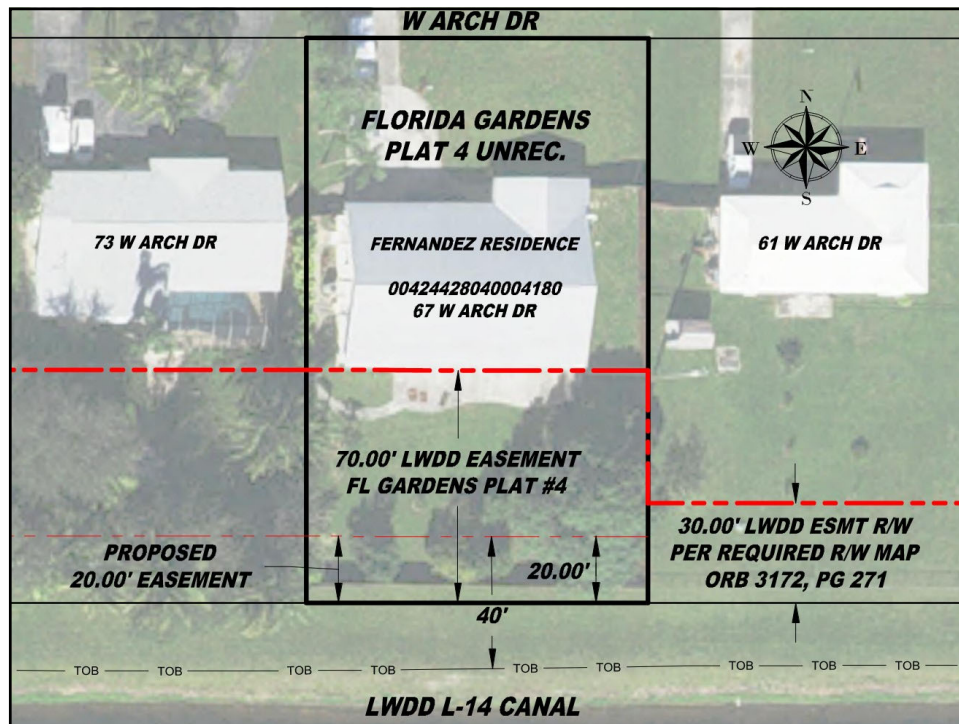 W ARCH DR
FLORIDA GARDENS
PLAT 4 UNREC.
N
W E
S
73 W ARCH DR
FERNANDEZ RESIDENCE
00424428040004180
67 W ARCH DR
61 W ARCH DR
70.00' LWDD EASEMENT
FL GARDENS PLAT #4
PROPOSED
20.00' EASEMENT
20.00'
30.00' LWDD ESMT R/W
PER REQUIRED R/W MAP
ORB 3172, PG 271
40'
TOB TOB TOB TOB TOB TOB TOB TOB TOB
LWDD L-14 CANAL